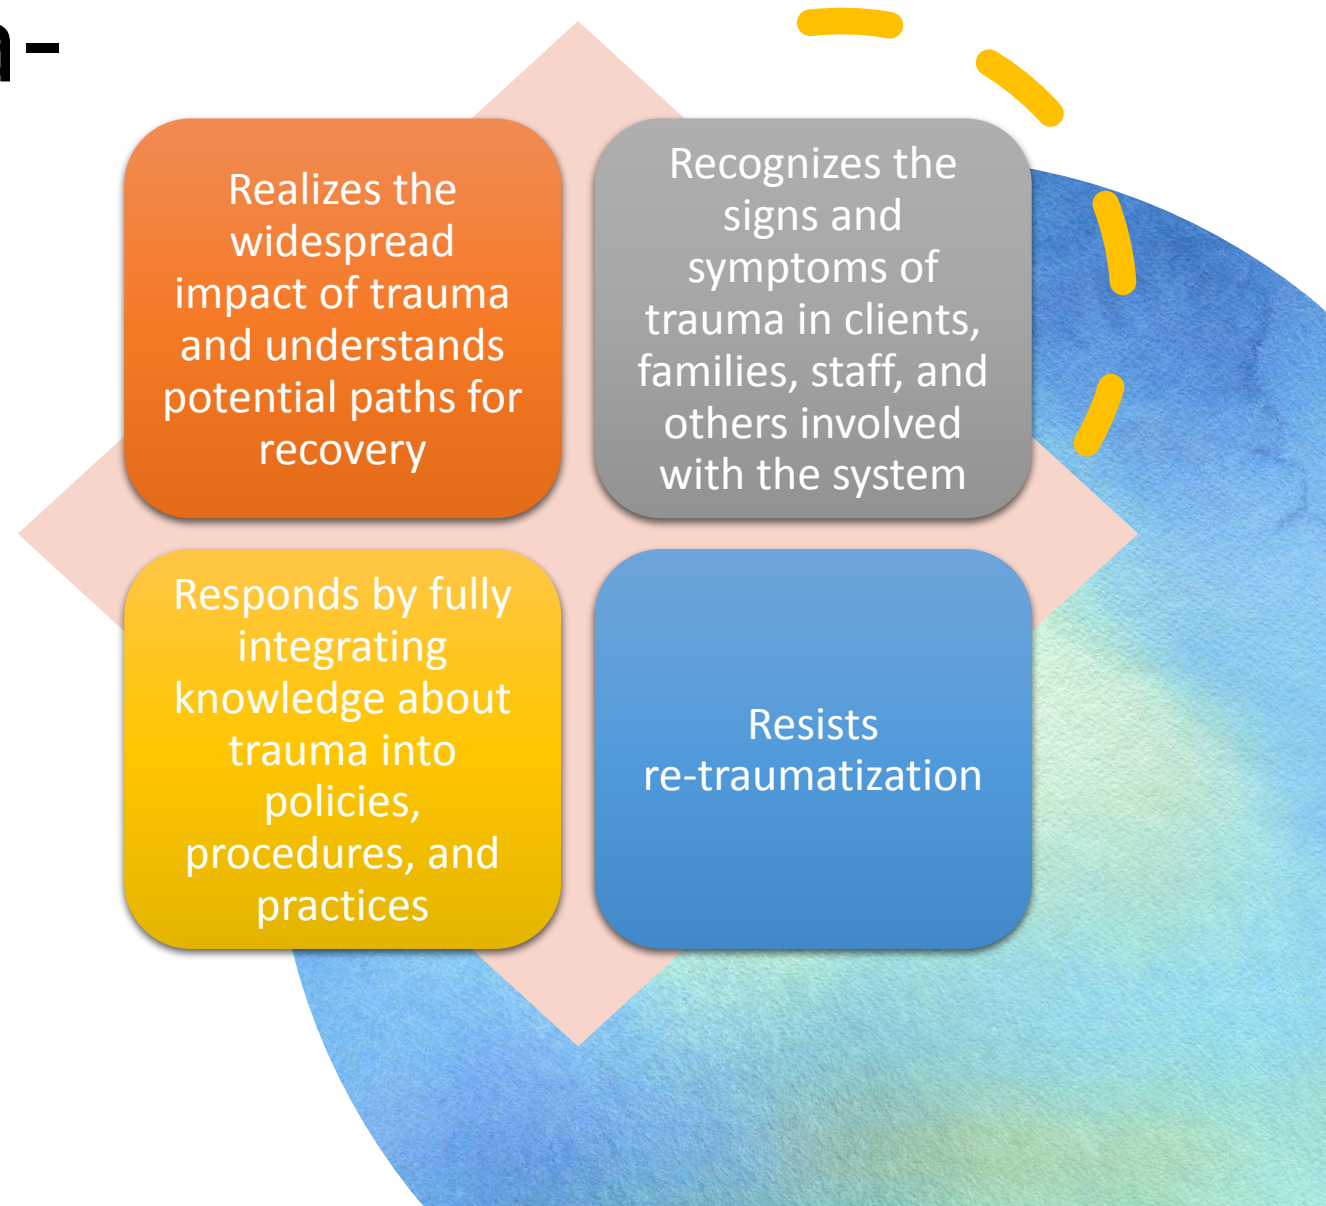 a-
Realizes the
widespread
impact of trauma
and understands
potential paths for
recovery
Recognizes the
signs and
symptoms of
trauma in clients,
families, staff, and
others involved
with the system
Responds by fully
integrating
knowledge about
trauma into
policies,
procedures, and
practices
Resists
re-traumatization